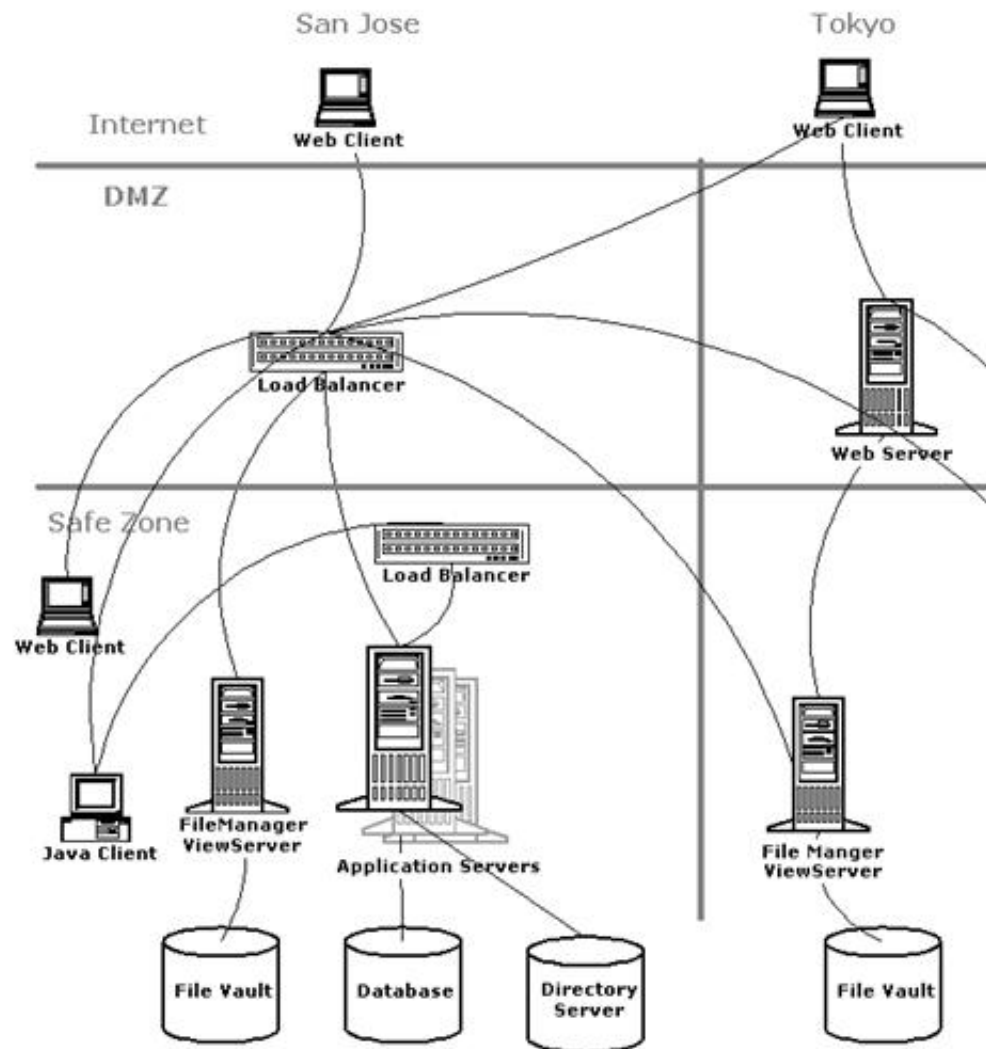 San Jose
Tokyo
Internet
Web Client
Web Client
DMZ
Load Balancer
Web Server
Safe Zone
Load Balancer
Web Client
Java Client
FileManager
ViewServer
Application Servers
File Manger
ViewServer
File Vault
Database
Directory
Server
File Vault